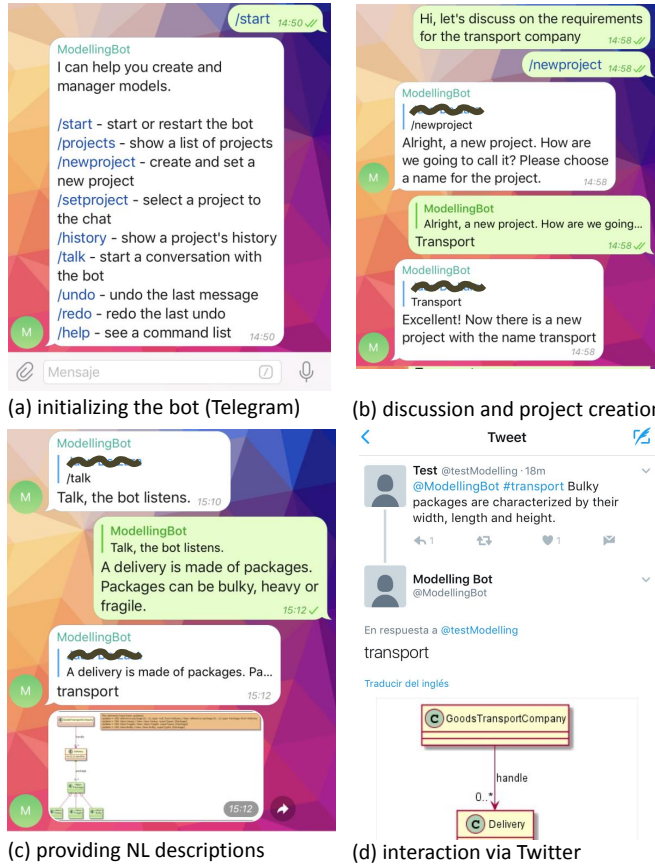 /start 14:50
ModellingBot
I can help you create and
manager models.
/start - start or restart the bot
/projects - show a list of projects
/newproject - create and set a
new project
/setproject - select a project to
the chat
/history - show a project's history
/talk - start a conversation with
the bot
/undo - undo the last message
/redo - redo the last undo
/help - see a command list 14:50
M
Mensaje
(a) initializing the bot (Telegram)
Hi, let's discuss on the requirements
for the transport company 14:58
/newproject 14:58
ModellingBot
/newproject
Alright, a new project. How are
we going to call it? Please choose
a name for the project. 14:58
M
ModellingBot
Alright, a new project. How are we going...
Transport 14:58
ModellingBot
Transport
Excellent! Now there is a new
project with the name transport
14:58
M
(b) discussion and project creation
ModellingBot
/talk
Talk, the bot listens. 15:10
M
ModellingBot
Talk, the bot listens.
A delivery is made of packages.
Packages can be bulky, heavy or
fragile. 15:12
ModellingBot
A delivery is made of packages. Pa...
transport 15:12
M
15:12
M
(c) providing NL descriptions
Tweet
Test @testModelling · 18m
@ModellingBot #transport Bulky
packages are characterized by their
width, length and height.
1 1
Modelling Bot
@ModellingBot
En respuesta a @testModelling
transport
Traducir del inglés
C GoodsTransportCompany
handle
0..*
C Delivery
(d) interaction via Twitter